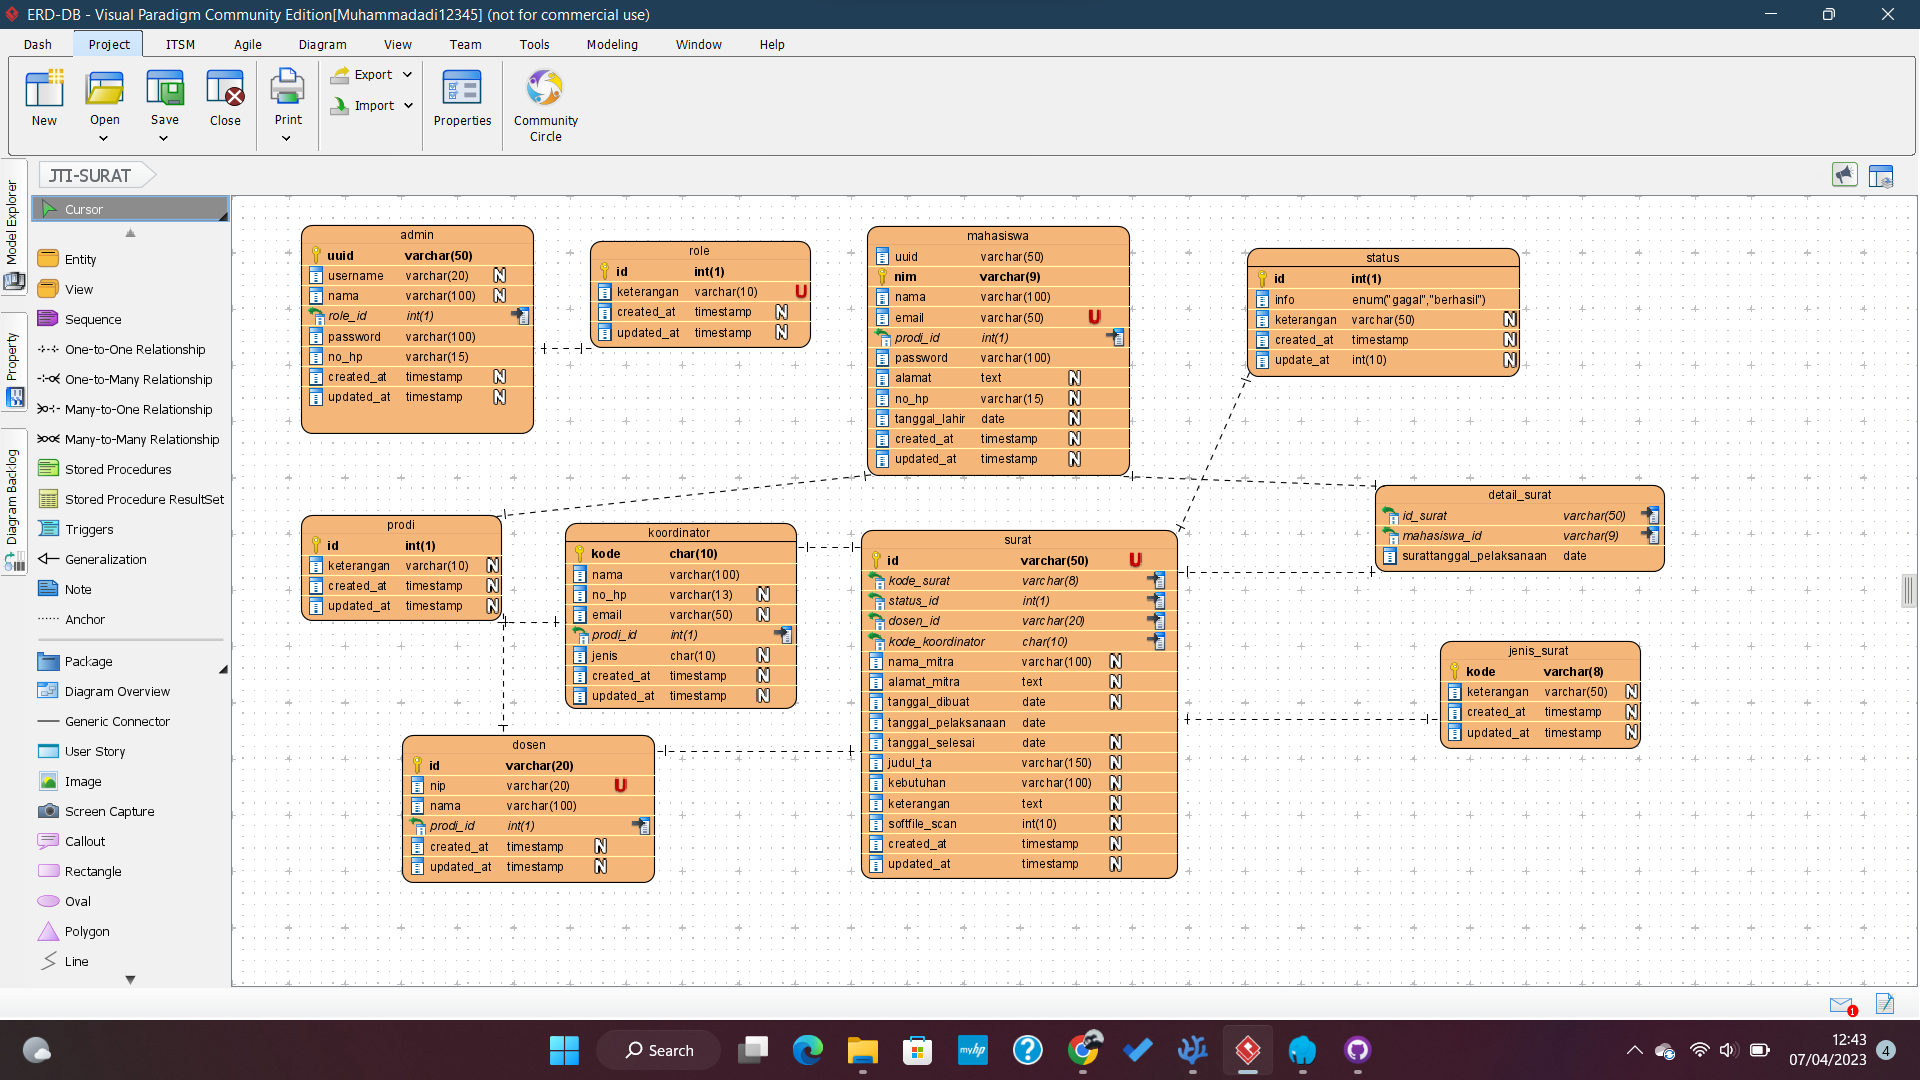 ERD-DB - Visual Paradigm Community Edition[Muhammadadi12345] (not for commercial use)
Dash Project ITSM Agile Diagram View Team Tools Modeling Window Help
New Open Save Close Print Export Import Properties Community Circle
JTI-SURAT
Model Explorer
Property
Diagram Backlog
Cursor
Entity
View
Sequence
One-to-One Relationship
One-to-Many Relationship
Many-to-One Relationship
Many-to-Many Relationship
Stored Procedures
Stored Procedure ResultSet
Triggers
Generalization
Note
Anchor
Package
Diagram Overview
Generic Connector
User Story
Image
Screen Capture
Callout
Rectangle
Oval
Polygon
Line
admin
uuid varchar(50)
username varchar(20) N
nama varchar(100) N
role_id int(1)
password varchar(100)
no_hp varchar(15)
created_at timestamp N
updated_at timestamp N
role
id int(1)
keterangan varchar(10) U
created_at timestamp N
updated_at timestamp N
mahasiswa
uuid varchar(50)
nim varchar(9)
nama varchar(100)
email varchar(50) U
prodi_id int(1)
password varchar(100)
alamat text N
no_hp varchar(15) N
tanggal_lahir date N
created_at timestamp N
updated_at timestamp N
status
id int(1)
info enum("gagal","berhasil")
keterangan varchar(50) N
created_at timestamp N
update_at int(10) N
detail_surat
id_surat varchar(50)
mahasiswa_id varchar(9)
surattanggal_pelaksanaan date
prodi
id int(1)
keterangan varchar(10) N
created_at timestamp N
updated_at timestamp N
koordinator
kode char(10)
nama varchar(100)
no_hp varchar(13) N
email varchar(50) N
prodi_id int(1)
jenis char(10) N
created_at timestamp N
updated_at timestamp N
surat
id varchar(50) U
kode_surat varchar(8)
status_id int(1)
dosen_id varchar(20)
kode_koordinator char(10)
nama_mitra varchar(100) N
alamat_mitra text N
tanggal_dibuat date N
tanggal_pelaksanaan date
tanggal_selesai date N
judul_ta varchar(150) N
kebutuhan varchar(100) N
keterangan text N
softfile_scan int(10) N
created_at timestamp N
updated_at timestamp N
jenis_surat
kode varchar(8)
keterangan varchar(50) N
created_at timestamp N
updated_at timestamp N
dosen
id varchar(20)
nip varchar(20) U
nama varchar(100)
prodi_id int(1)
created_at timestamp N
updated_at timestamp N
1
Search
myhp
12:43
07/04/2023
4